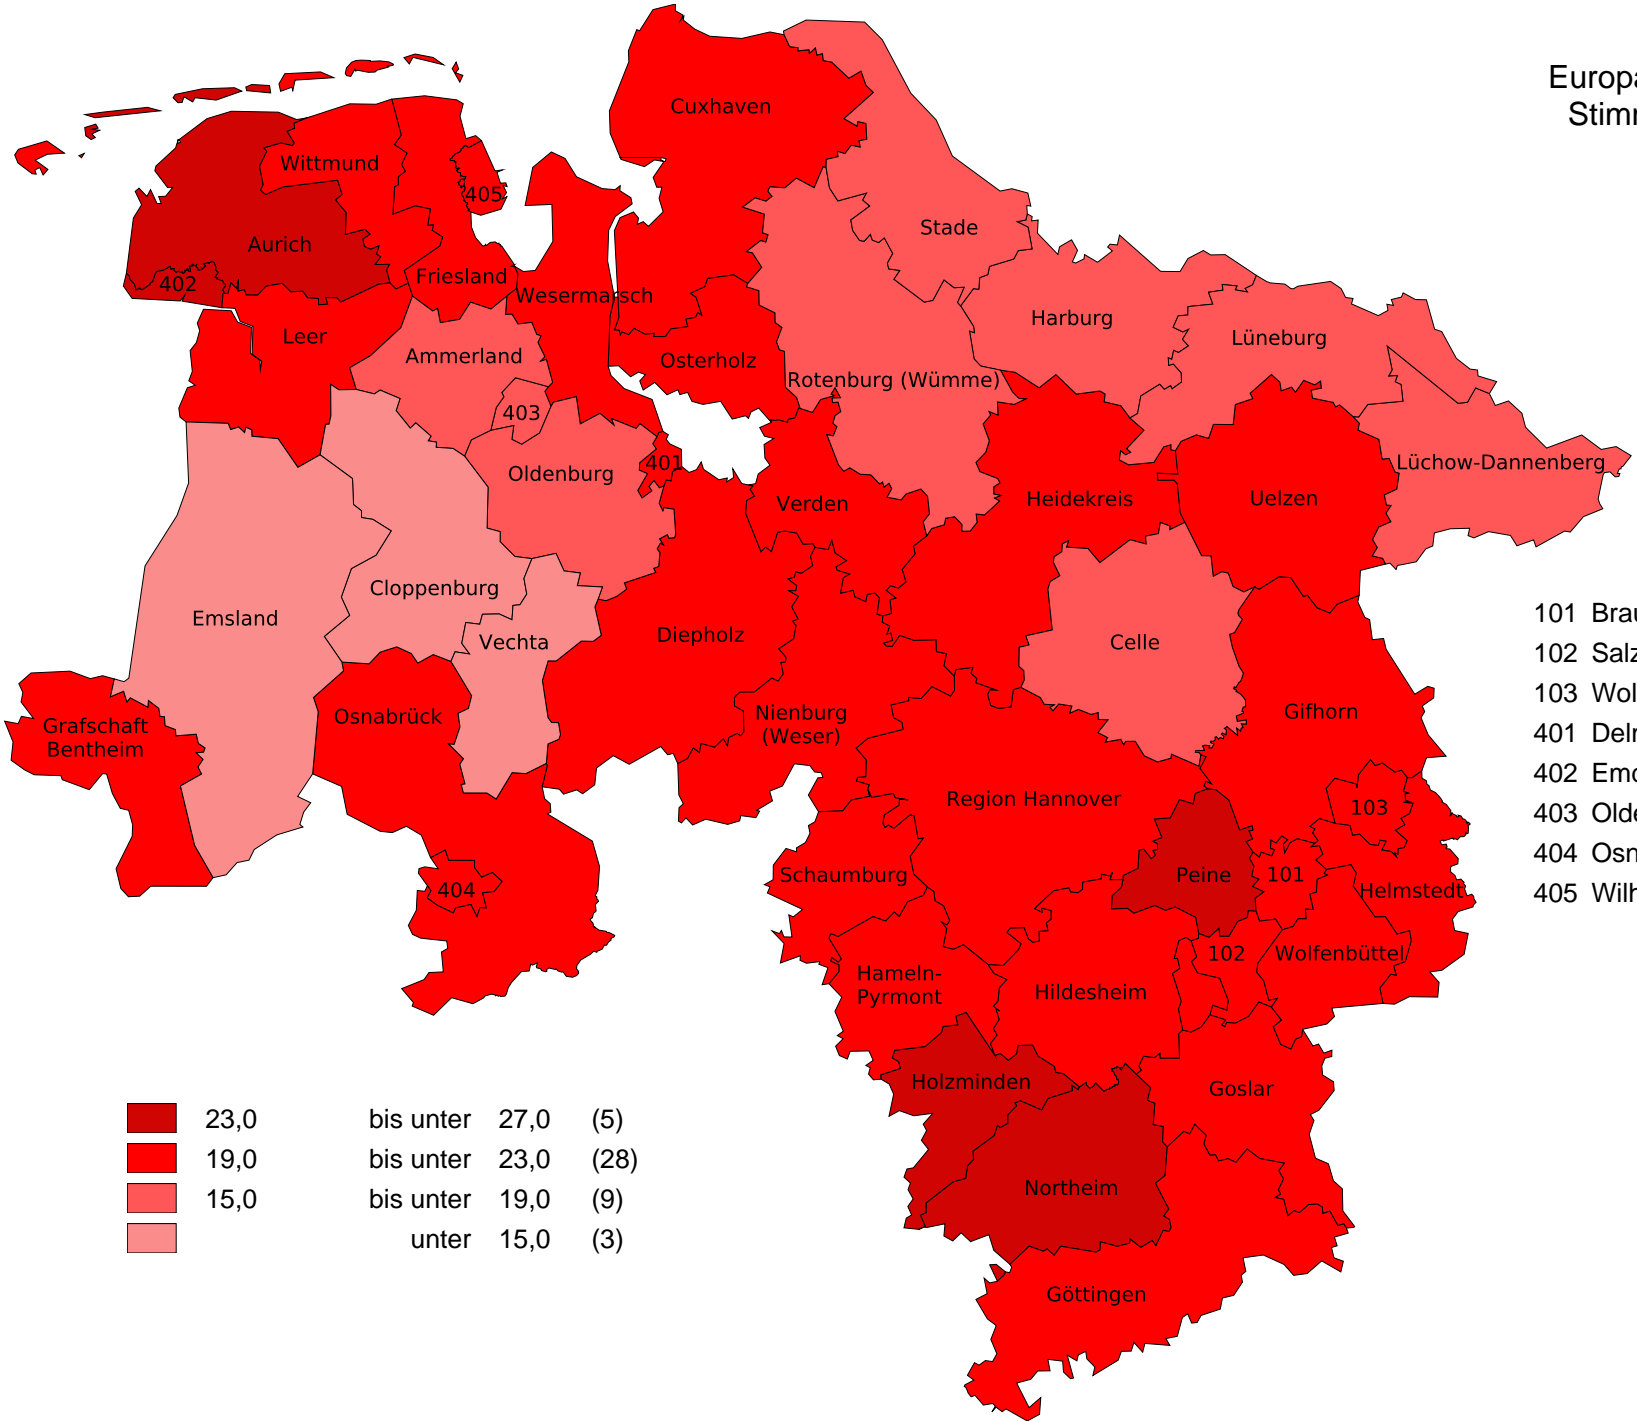 Europa
Stimm
Cuxhaven
Wittmund
405
Stade
Aurich
Friesland
402
Wesermarsch
Harburg
Leer
Lüneburg
Ammerland
Osterholz
Rotenburg (Wümme)
403
401
Lüchow-Dannenberg
Oldenburg
Verden
Heidekreis
Uelzen
Cloppenburg
Emsland
Vechta
Diepholz
Celle
Grafschaft
Bentheim
Osnabrück
Nienburg
(Weser)
Gifhorn
Region Hannover
103
Schaumburg
Peine
101
404
Helmstedt
102
Wolfenbüttel
Hameln-
Pyrmont
Hildesheim
Holzminden
Goslar
Northeim
Göttingen
101 Brau
102 Salz
103 Wol
401 Deln
402 Emd
403 Olde
404 Osn
405 Wilh
23,0 bis unter 27,0 (5)
19,0 bis unter 23,0 (28)
15,0 bis unter 19,0 (9)
unter 15,0 (3)